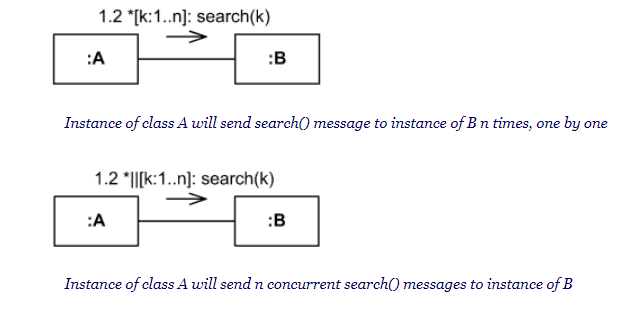 1.2 *[k:1..n]: search(k)
:A
:B
Instance of class A will send search() message to instance of B n times, one by one
1.2 *||[k:1..n]: search(k)
:A
:B
Instance of class A will send n concurrent search() messages to instance of B